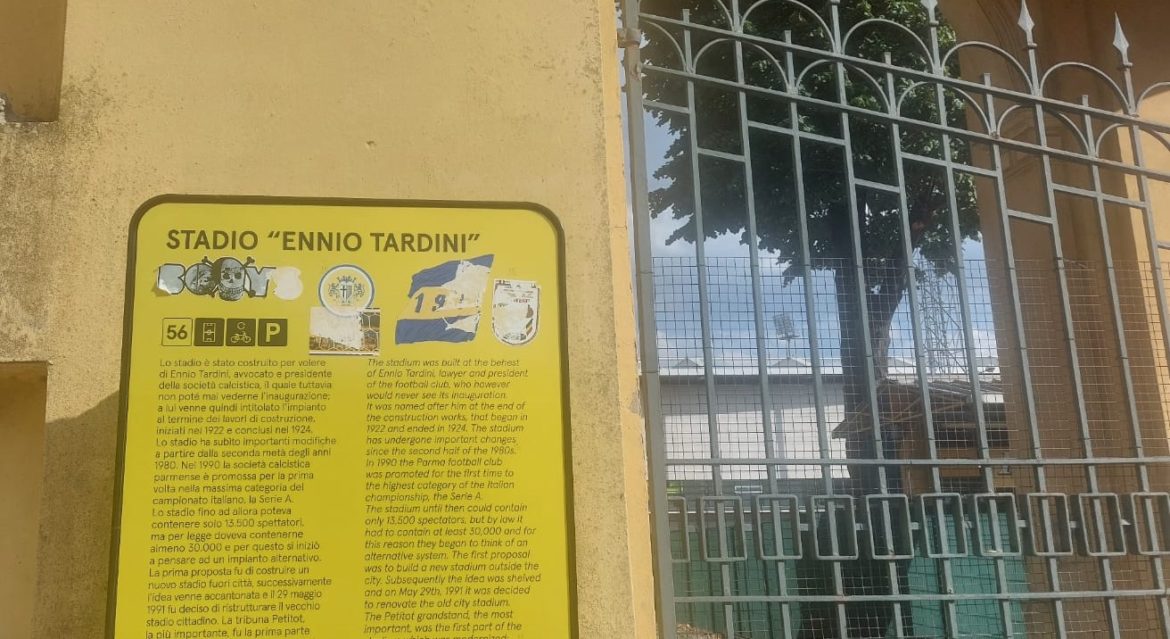 STADIO “ENNIO TARDINI”
BOYS
19
56
P
Lo stadio è stato costruito per volere
di Ennio Tardini, avvocato e presidente
della società calcistica, il quale tuttavia
non poté mai vederne l’inaugurazione;
a lui venne quindi intitolato l’impianto
al termine dei lavori di costruzione,
iniziati nel 1922 e conclusi nel 1924.
Lo stadio ha subìto importanti modifiche
a partire dalla seconda metà degli anni
1980. Nel 1990 la società calcistica
parmense è promossa per la prima
volta nella massima categoria del
campionato italiano, la Serie A.
Lo stadio fino ad allora poteva
contenere solo 13.500 spettatori,
ma per legge doveva contenerne
almeno 30.000 e per questo si iniziò
a pensare ad un impianto alternativo.
La prima proposta fu di costruire un
nuovo stadio fuori città, successivamente
l’idea venne accantonata e il 29 maggio
1991 fu deciso di ristrutturare il vecchio
stadio cittadino. La tribuna Petitot,
la più importante, fu la prima parte
The stadium was built at the behest
of Ennio Tardini, lawyer and president
of the football club, who however
would never see its inauguration.
It was named after him at the end of
the construction works, that began in
1922 and ended in 1924. The stadium
has undergone important changes
since the second half of the 1980s.
In 1990 the Parma football club
was promoted for the first time to
the highest category of the Italian
championship, the Serie A.
The stadium until then could contain
only 13,500 spectators, but by law it
had to contain at least 30,000 and for
this reason they began to think of an
alternative system. The first proposal
was to build a new stadium outside the
city. Subsequently the idea was shelved
and on May 29th, 1991 it was decided
to renovate the old city stadium.
The Petitot grandstand, the most
important, was the first part of the